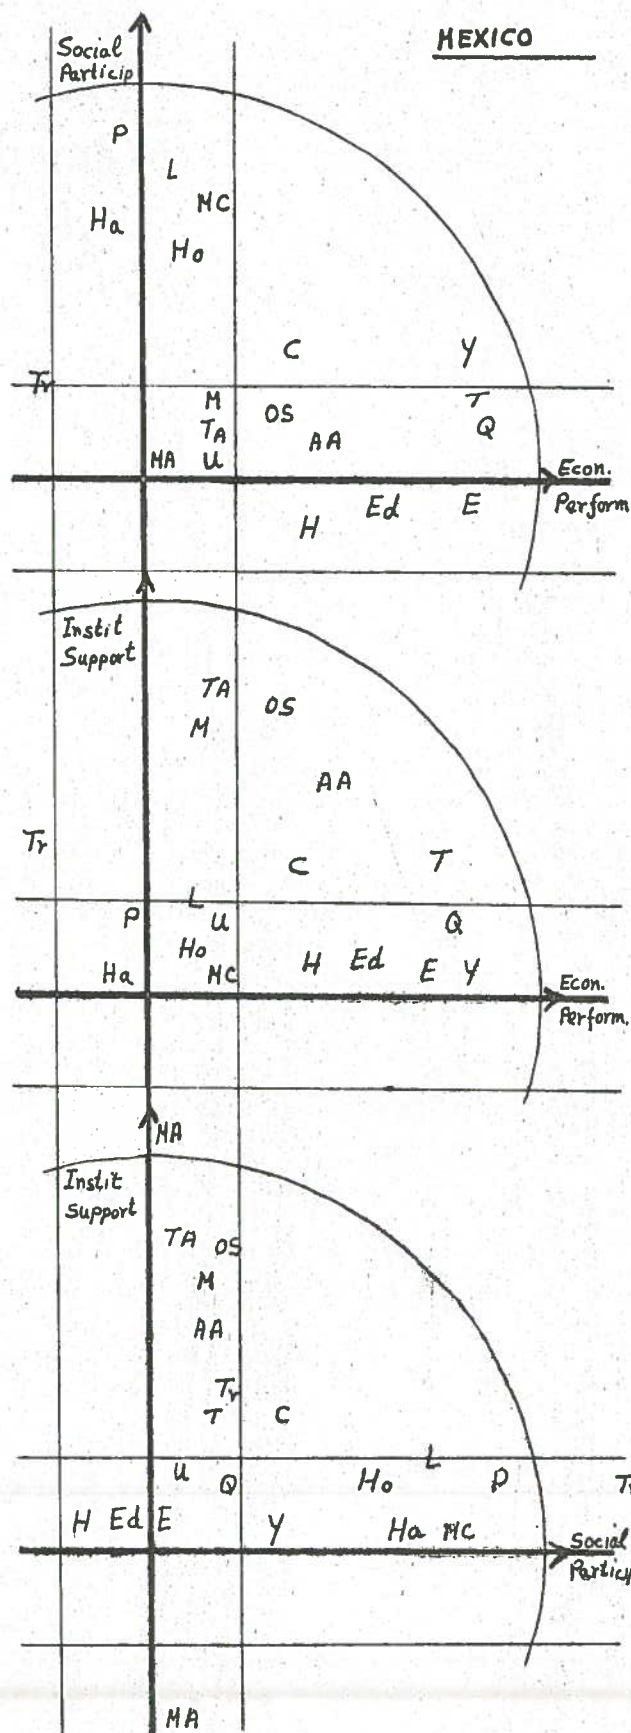 MEXICO
Social
Particip
P
L
MC
Ha
Ho
C Y
Tr
M OS T
TA AA Q
MA U
Econ.
Perform
H Ed E
Instit
Support
TA OS
M
AA
Tr
C T
L
P U Q
Ho
H Ed E Y
Ha MC
Econ.
Perform.
MA
Instit
Support
TA OS
M
AA
Tr
T C
L
U Q Ho P
H Ed E Y Ha MC
Social
MA